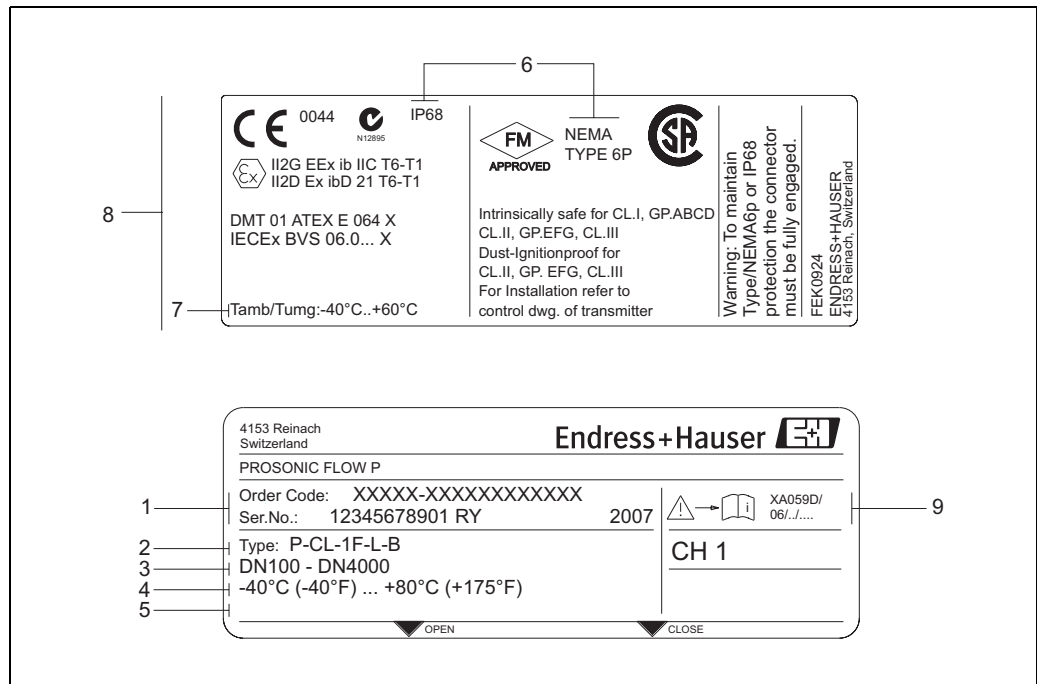 6
8
7
CE 0044
N12895
IP68
Ex
II2G EEx ib IIC T6-T1
II2D Ex ibD 21 T6-T1
DMT 01 ATEX E 064 X
IECEx BVS 06.0... X
Tamb/Tumg:-40°C..+60°C
FM
APPROVED
NEMA
TYPE 6P
SA
Intrinsically safe for CL.I, GP.ABCD
CL.II, GP.EFG, CL.III
Dust-Ignitionproof for
CL.II, GP. EFG, CL.III
For Installation refer to
control dwg. of transmitter
Warning: To maintain
Type/NEMA6p or IP68
protection the connector
must be fully engaged.
FEK0924
ENDRESS+HAUSER
4153 Reinach, Switzerland
4153 Reinach
Switzerland
Endress+Hauser EH
PROSONIC FLOW P
1
Order Code: XXXXX-XXXXXXXXXXXX
Ser.No.: 12345678901 RY 2007
i
XA059D/
06/../....
9
2
Type: P-CL-1F-L-B
3
DN100 - DN4000
4
-40°C (-40°F) ... +80°C (+175°F)
5
CH 1
OPEN
CLOSE